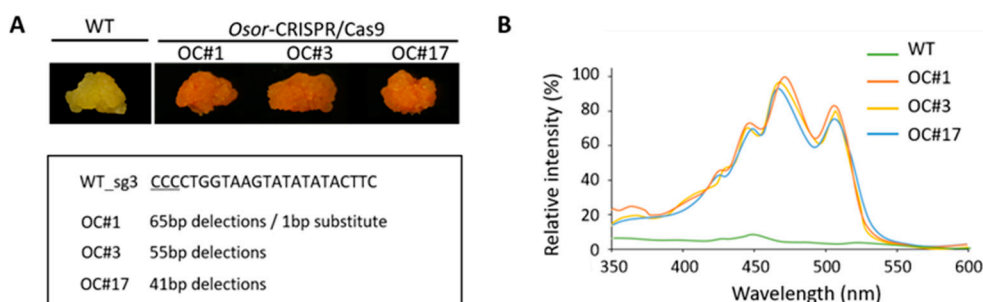 A
WT
Osor-CRISPR/Cas9
OC#1 OC#3 OC#17
WT_sg3 CCCCTGGTAAGTATATATACTTC
OC#1 65bp delections / 1bp substitute
OC#3 55bp delections
OC#17 41bp delections
B
WT
OC#1
OC#3
OC#17
Relative intensity (%)
100
80
60
40
20
0
350 400 450 500 550 600
Wavelength (nm)